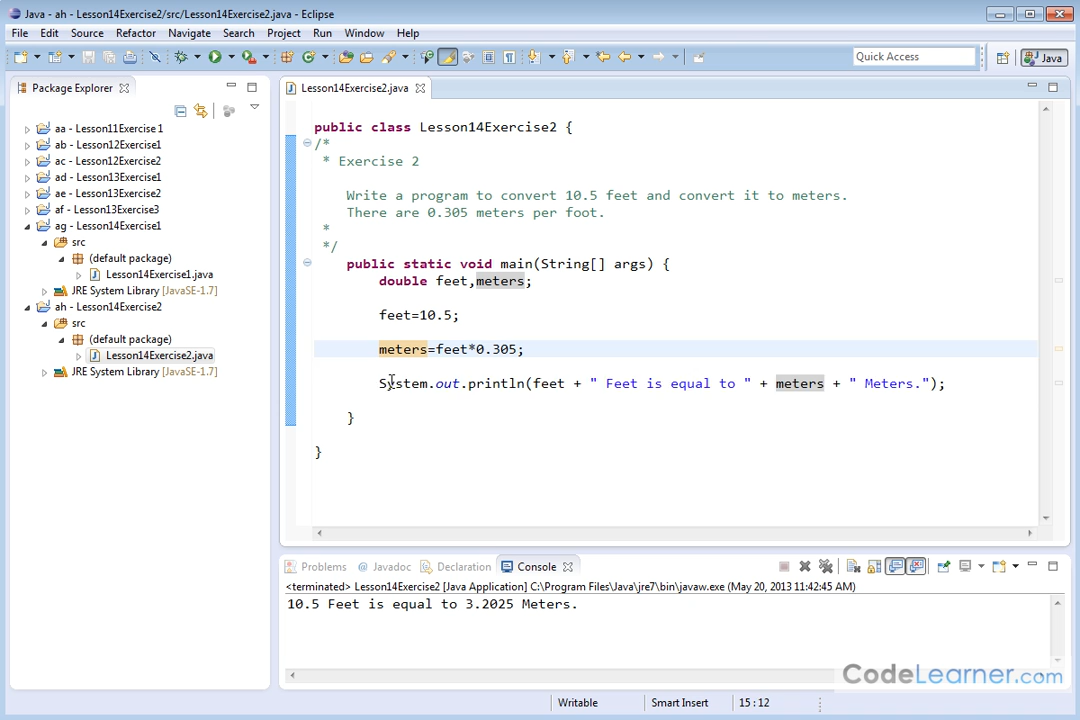 Java - ah - Lesson14Exercise2/src/Lesson14Exercise2.java - Eclipse
File Edit Source Refactor Navigate Search Project Run Window Help
Quick Access
Java
Package Explorer
aa - Lesson11Exercise1
ab - Lesson12Exercise1
ac - Lesson12Exercise2
ad - Lesson13Exercise1
ae - Lesson13Exercise2
af - Lesson13Exercise3
ag - Lesson14Exercise1
src
(default package)
Lesson14Exercise1.java
JRE System Library [JavaSE-1.7]
ah - Lesson14Exercise2
src
(default package)
Lesson14Exercise2.java
JRE System Library [JavaSE-1.7]
Lesson14Exercise2.java
public class Lesson14Exercise2 {
/*
* Exercise 2
Write a program to convert 10.5 feet and convert it to meters.
There are 0.305 meters per foot.
*
*/
public static void main(String[] args) {
double feet,meters;
feet=10.5;
meters=feet*0.305;
System.out.println(feet + " Feet is equal to " + meters + " Meters.");
}
}
Problems @ Javadoc Declaration Console
<terminated> Lesson14Exercise2 [Java Application] C:\Program Files\Java\jre7\bin\javaw.exe (May 20, 2013 11:42:45 AM)
10.5 Feet is equal to 3.2025 Meters.
CodeLearner.com
Writable Smart Insert 15 : 12